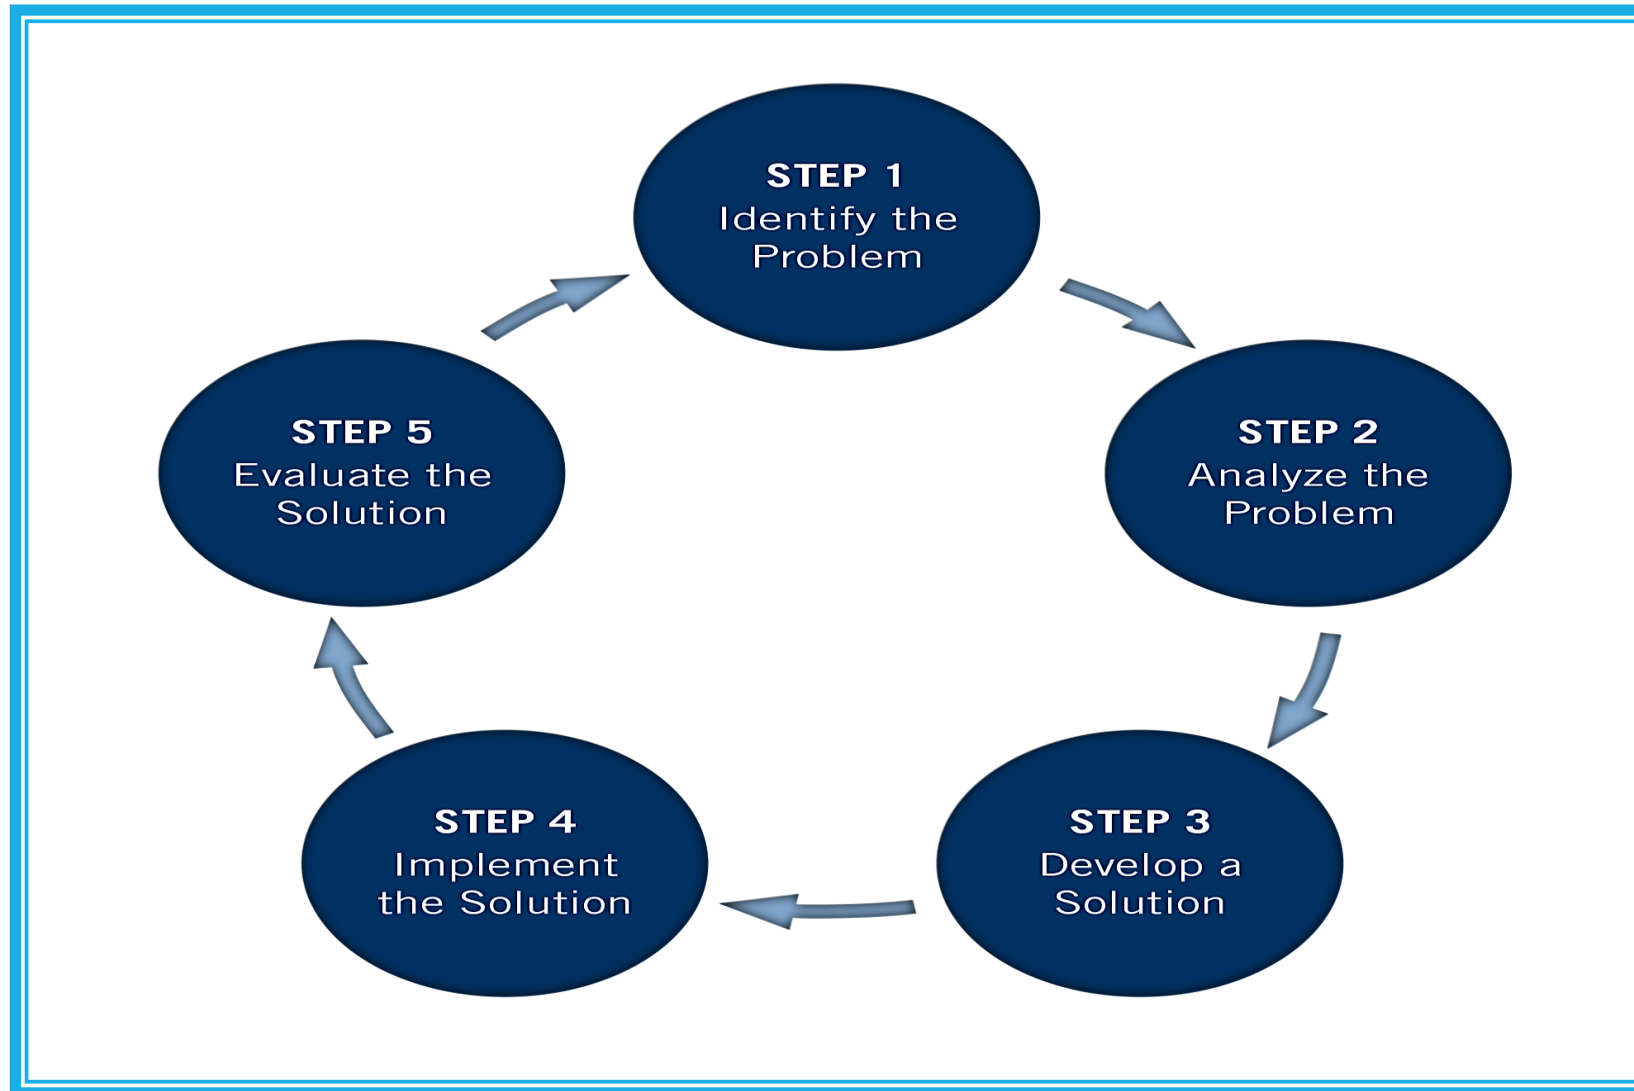 STEP 1
Identify the
Problem
STEP 2
Analyze the
Problem
STEP 3
Develop a
Solution
STEP 4
Implement
the Solution
STEP 5
Evaluate the
Solution